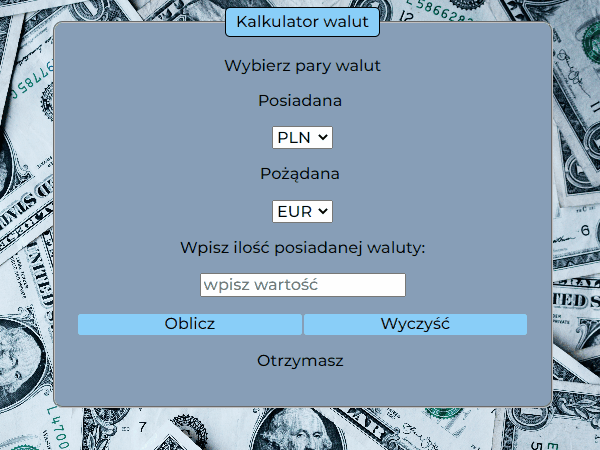 Kalkulator walut
Wybierz pary walut
Posiadana
PLN
Pożądana
EUR
Wpisz ilość posiadanej waluty:
wpisz wartość
Oblicz Wyczyść
Otrzymasz